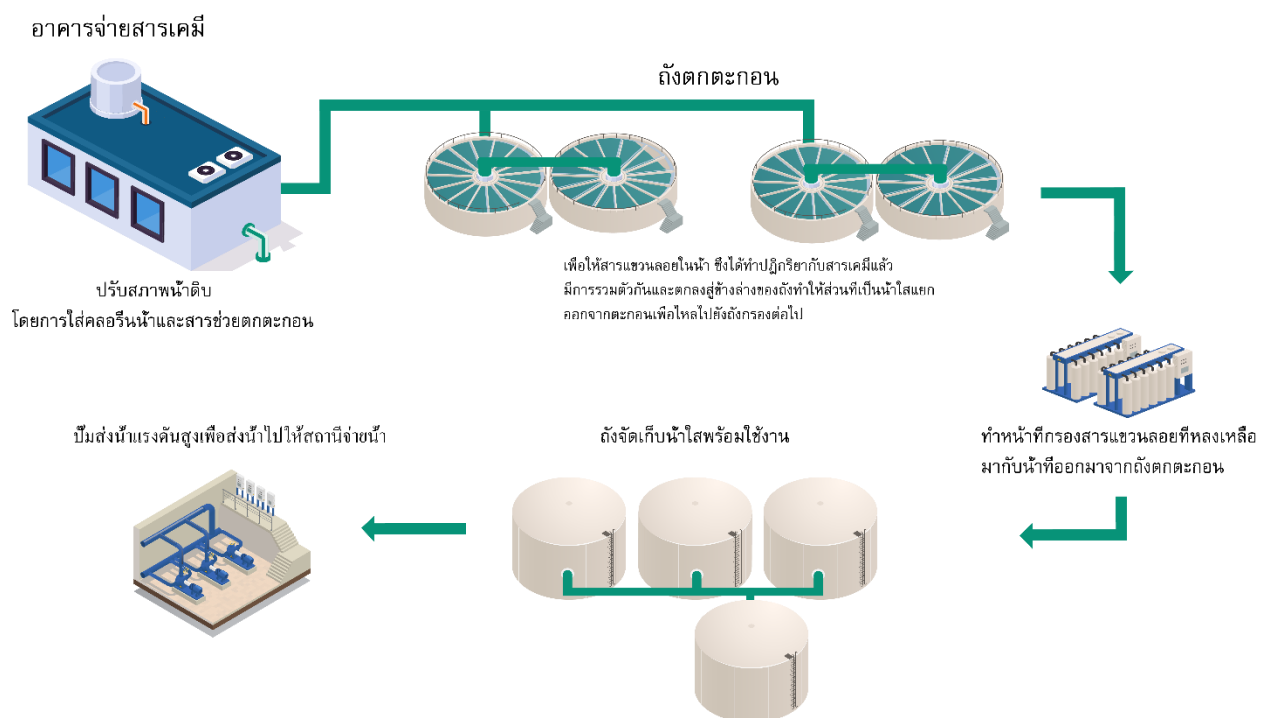 อาคารจ่ายสารเคมี
ถังตกตะกอน
เพื่อให้สารแขวนลอยในน้ำ ซึ่งได้ทำปฏิกริยากับสารเคมีแล้ว
มีการรวมตัวกันและตกลงสู่ข้างล่างของถังทำให้ส่วนที่เป็นน้ำใสแยก
ออกจากตะกอนเพื่อไหลไปยังถังกรองต่อไป
ปรับสภาพน้ำดิบ
โดยการใส่คลอรีนน้ำและสารช่วยตกตะกอน
ปั๊มส่งน้ำแรงดันสูงเพื่อส่งน้ำไปให้สถานีจ่ายน้ำ
ถังจัดเก็บน้ำใสพร้อมใช้งาน
ทำหน้าที่กรองสารแขวนลอยที่หลงเหลือ
มากับน้ำที่ออกมาจากถังตกตะกอน